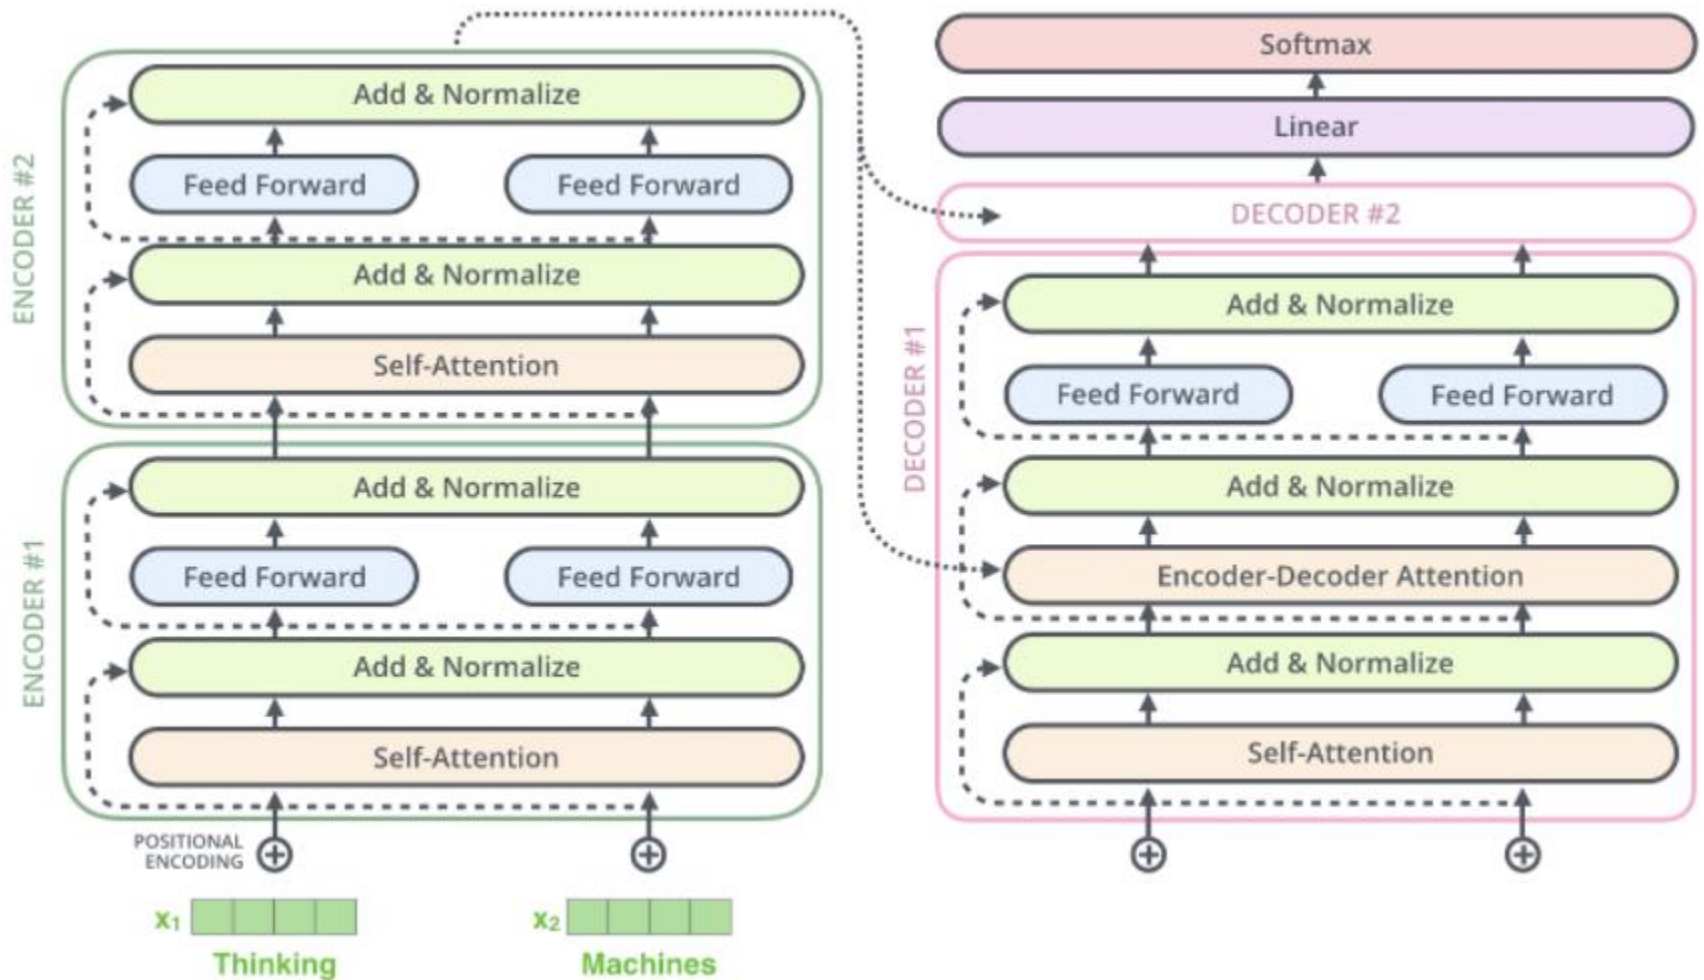 ENCODER #2
Add & Normalize
Feed Forward
Feed Forward
Add & Normalize
Self-Attention
ENCODER #1
Add & Normalize
Feed Forward
Feed Forward
Add & Normalize
Self-Attention
POSITIONAL
ENCODING
x₁
x₂
Thinking
Machines
Softmax
Linear
DECODER #2
DECODER #1
Add & Normalize
Feed Forward
Feed Forward
Add & Normalize
Encoder-Decoder Attention
Add & Normalize
Self-Attention